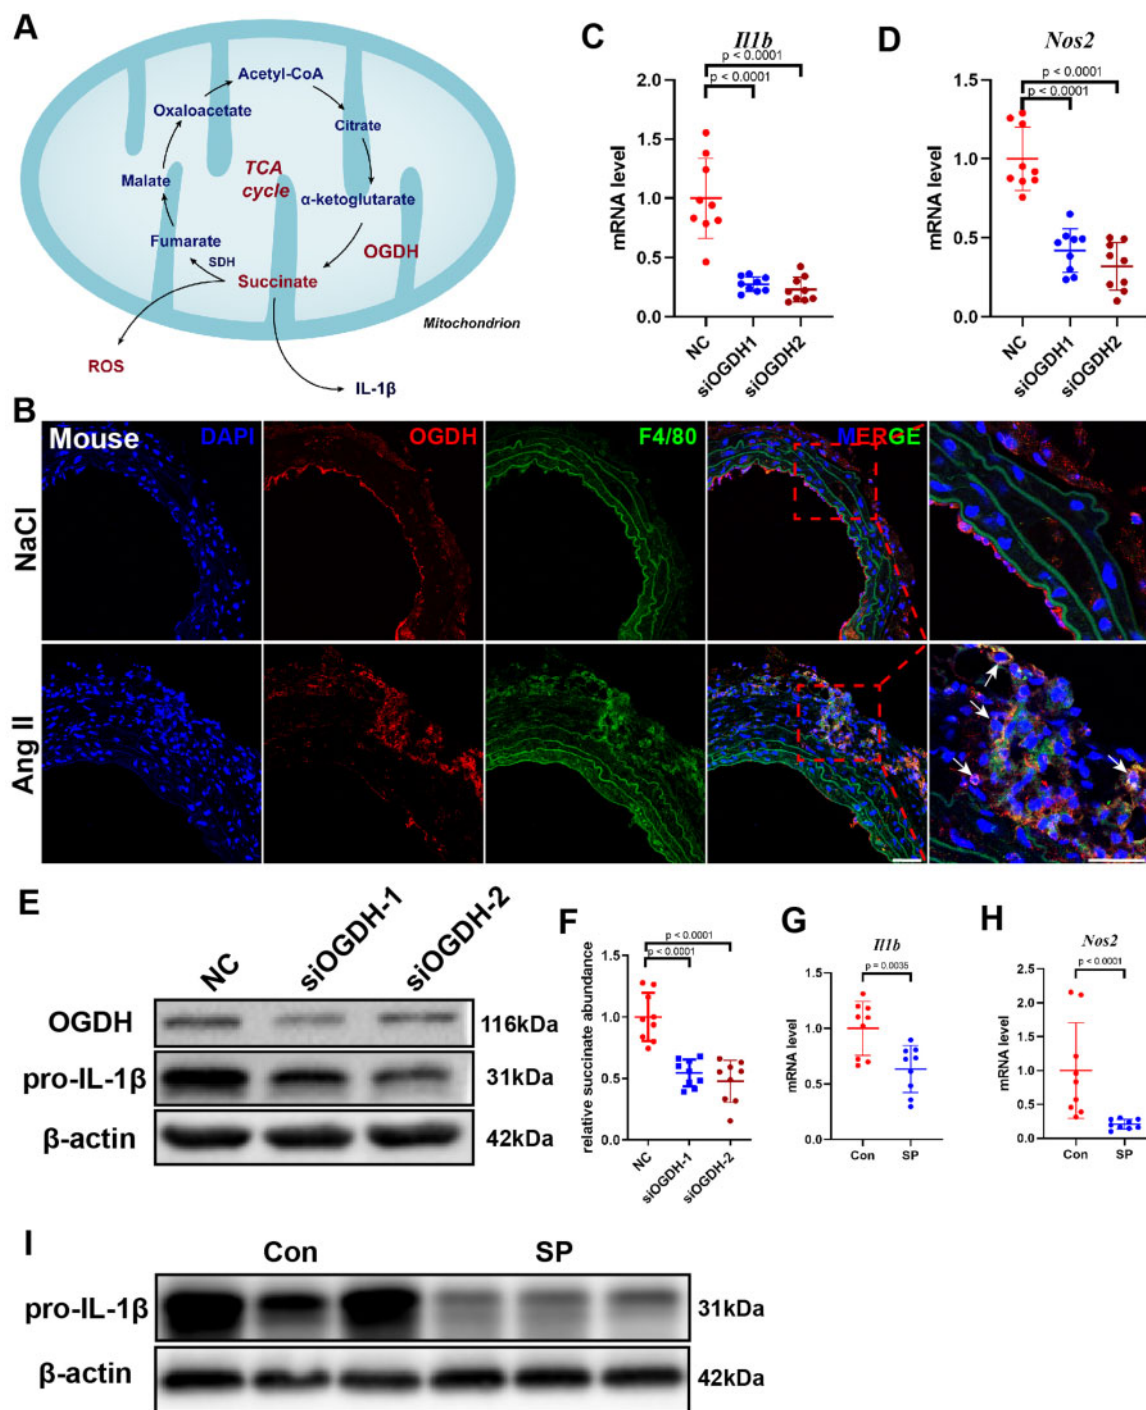 A
Acetyl-CoA
Oxaloacetate
Citrate
TCA
cycle
Malate
α-ketoglutarate
Fumarate
OGDH
SDH
Succinate
Mitochondrion
ROS
IL-1β
C
Il1b
p < 0.0001
p < 0.0001
mRNA level
2.0
1.5
1.0
0.5
0.0
NC
siOGDH1
siOGDH2
D
Nos2
p < 0.0001
p < 0.0001
mRNA level
1.5
1.0
0.5
0.0
NC
siOGDH1
siOGDH2
B
Mouse
DAPI
OGDH
F4/80
MERGE
NaCl
Ang II
E
NC
siOGDH-1
siOGDH-2
OGDH
116kDa
pro-IL-1β
31kDa
β-actin
42kDa
F
p < 0.0001
p < 0.0001
relative succinate abundance
1.5
1.0
0.5
0.0
NC
siOGDH-1
siOGDH-2
G
Il1b
p = 0.0035
mRNA level
1.5
1.0
0.5
0.0
Con
SP
H
Nos2
p < 0.0001
mRNA level
2.5
2.0
1.5
1.0
0.5
0.0
Con
SP
I
Con
SP
pro-IL-1β
31kDa
β-actin
42kDa